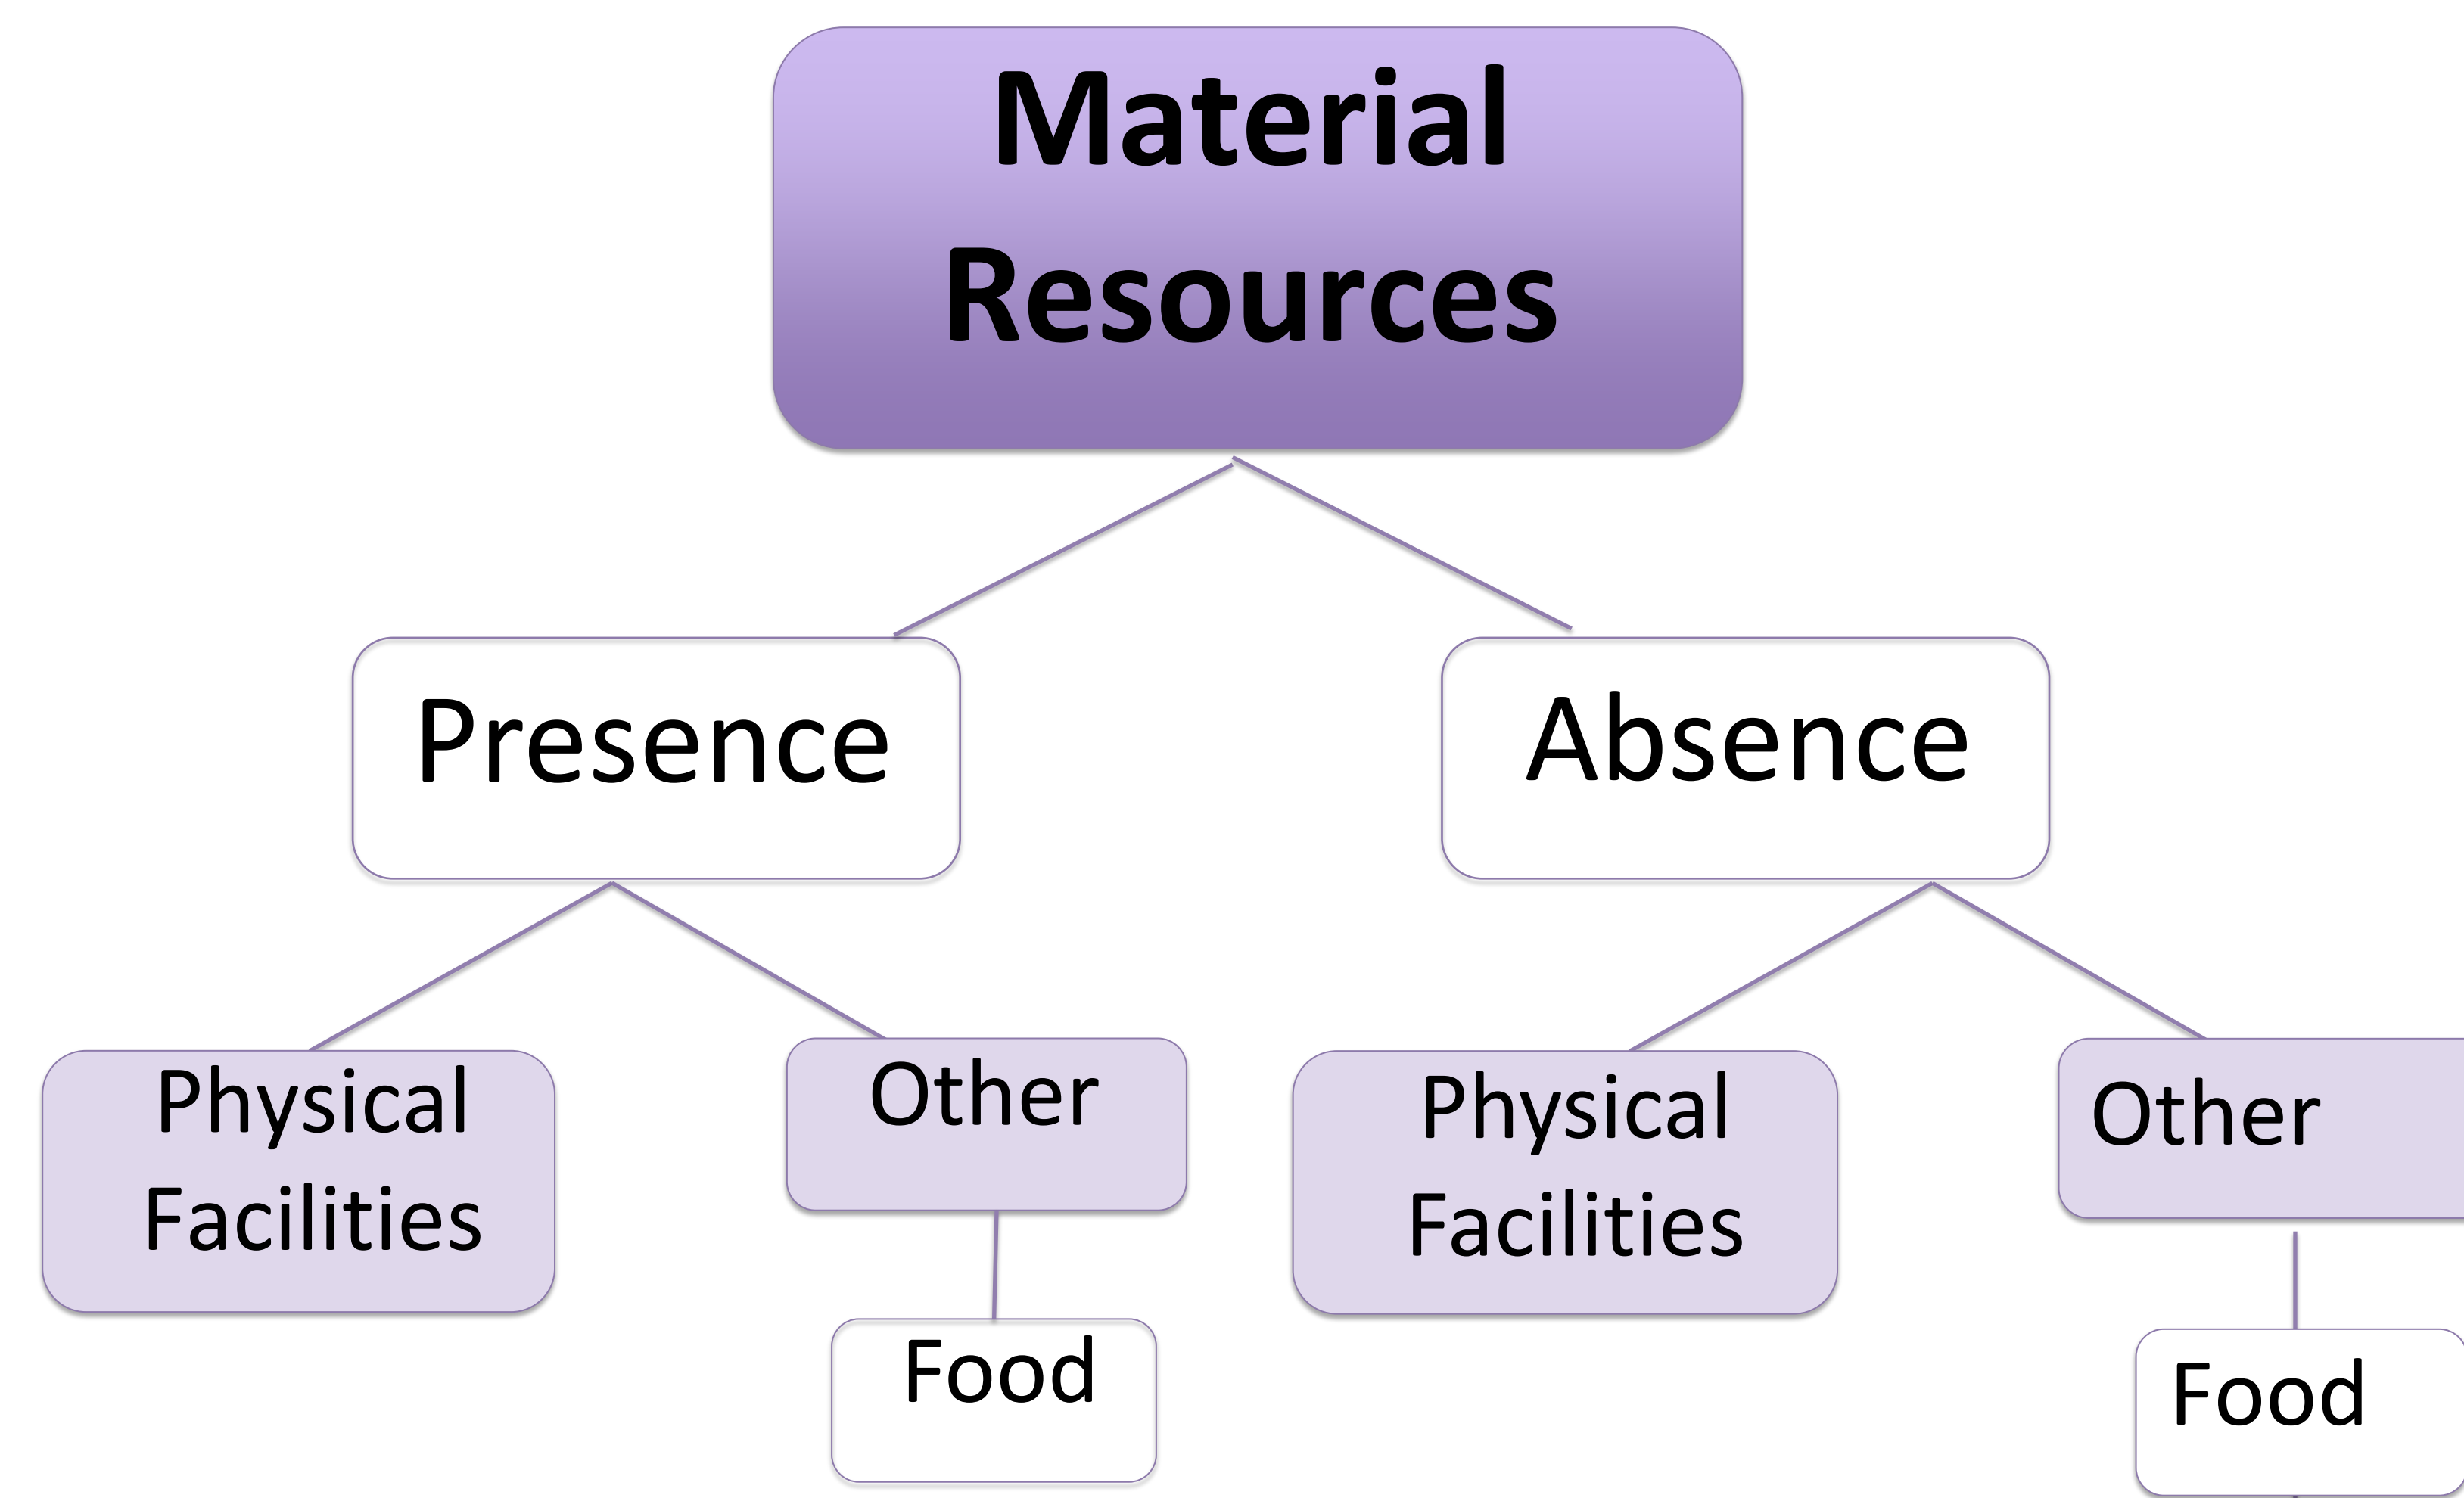 Material
Resources
Presence
Absence
Physical
Facilities
Other
Physical
Facilities
Other
Food
Food